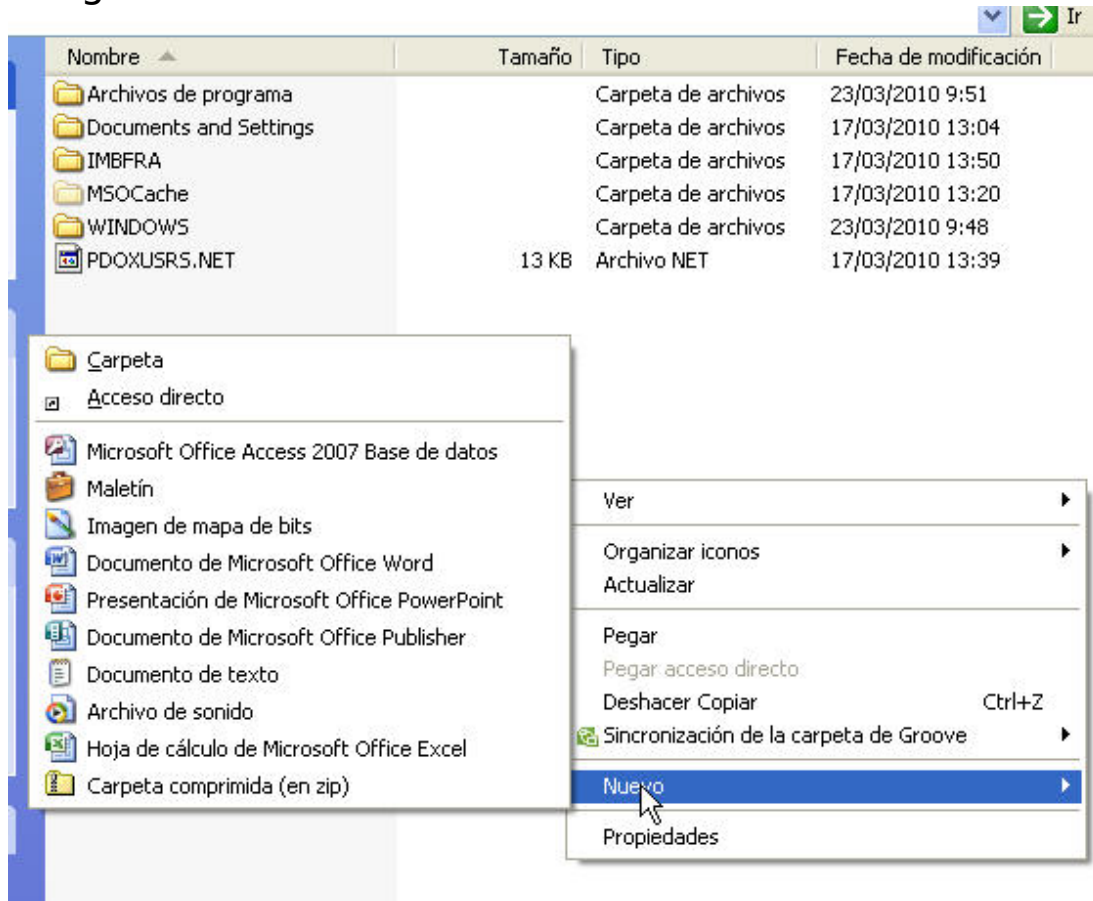 Ir
Nombre Tamaño Tipo Fecha de modificación
Archivos de programa Carpeta de archivos 23/03/2010 9:51
Documents and Settings Carpeta de archivos 17/03/2010 13:04
IMBFRA Carpeta de archivos 17/03/2010 13:50
MSOCache Carpeta de archivos 17/03/2010 13:20
WINDOWS Carpeta de archivos 23/03/2010 9:48
PDOXUSRS.NET 13 KB Archivo NET 17/03/2010 13:39
Carpeta
Acceso directo
Microsoft Office Access 2007 Base de datos
Maletín
Imagen de mapa de bits
Documento de Microsoft Office Word
Presentación de Microsoft Office PowerPoint
Documento de Microsoft Office Publisher
Documento de texto
Archivo de sonido
Hoja de cálculo de Microsoft Office Excel
Carpeta comprimida (en zip)
Ver
Organizar iconos
Actualizar
Pegar
Pegar acceso directo
Deshacer Copiar Ctrl+Z
Sincronización de la carpeta de Groove
Nuevo
Propiedades